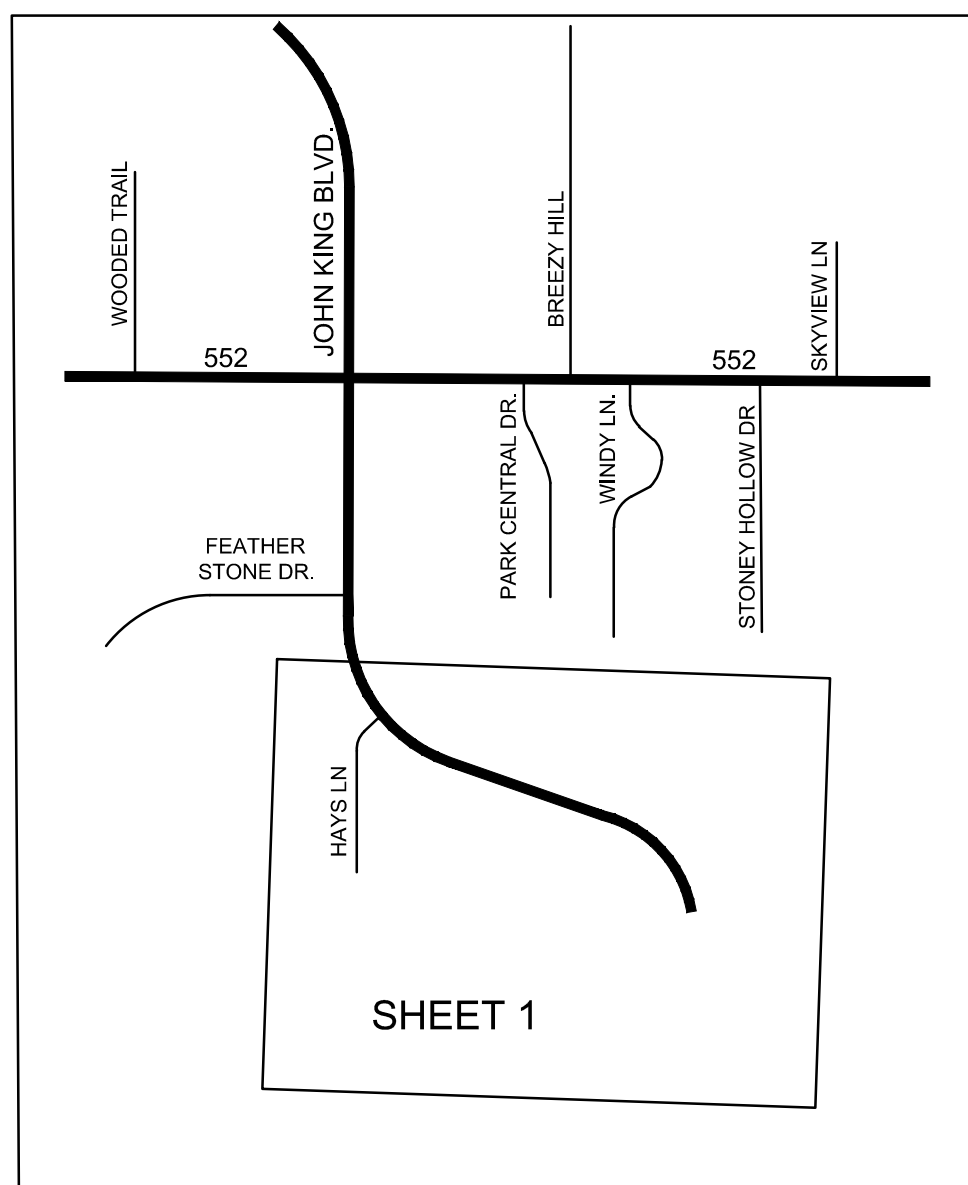 WOODED TRAIL
JOHN KING BLVD.
BREEZY HILL
SKYVIEW LN
552
552
PARK CENTRAL DR.
WINDY LN.
STONEY HOLLOW DR
FEATHER
STONE DR.
HAYS LN
SHEET 1